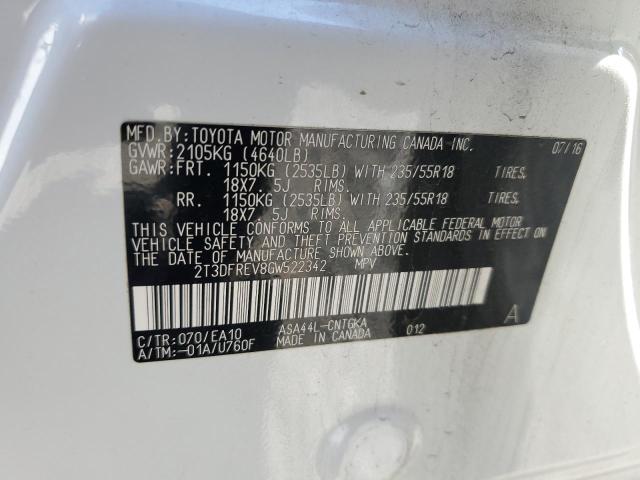 MFD.BY:TOYOTA MOTOR MANUFACTURING CANADA INC. 07/16
GVWR:2105KG (4640LB)
GAWR:FRT. 1150KG (2535LB) WITH 235/55R18 TIRES.
18X7. 5J RIMS.
RR. 1150KG (2535LB) WITH 235/55R18 TIRES.
18X7. 5J RIMS.
THIS VEHICLE CONFORMS TO ALL APPLICABLE FEDERAL MOTOR
VEHICLE SAFETY AND THEFT PREVENTION STANDARDS IN EFFECT ON
THE DATE OF MANUFACTURE SHOWN ABOVE.
2T3DFREV8GW522342 MPV
C/TR:070/EA10 ASA44L-CNTGKA 012 A
A/TM:-01A/U760F MADE IN CANADA